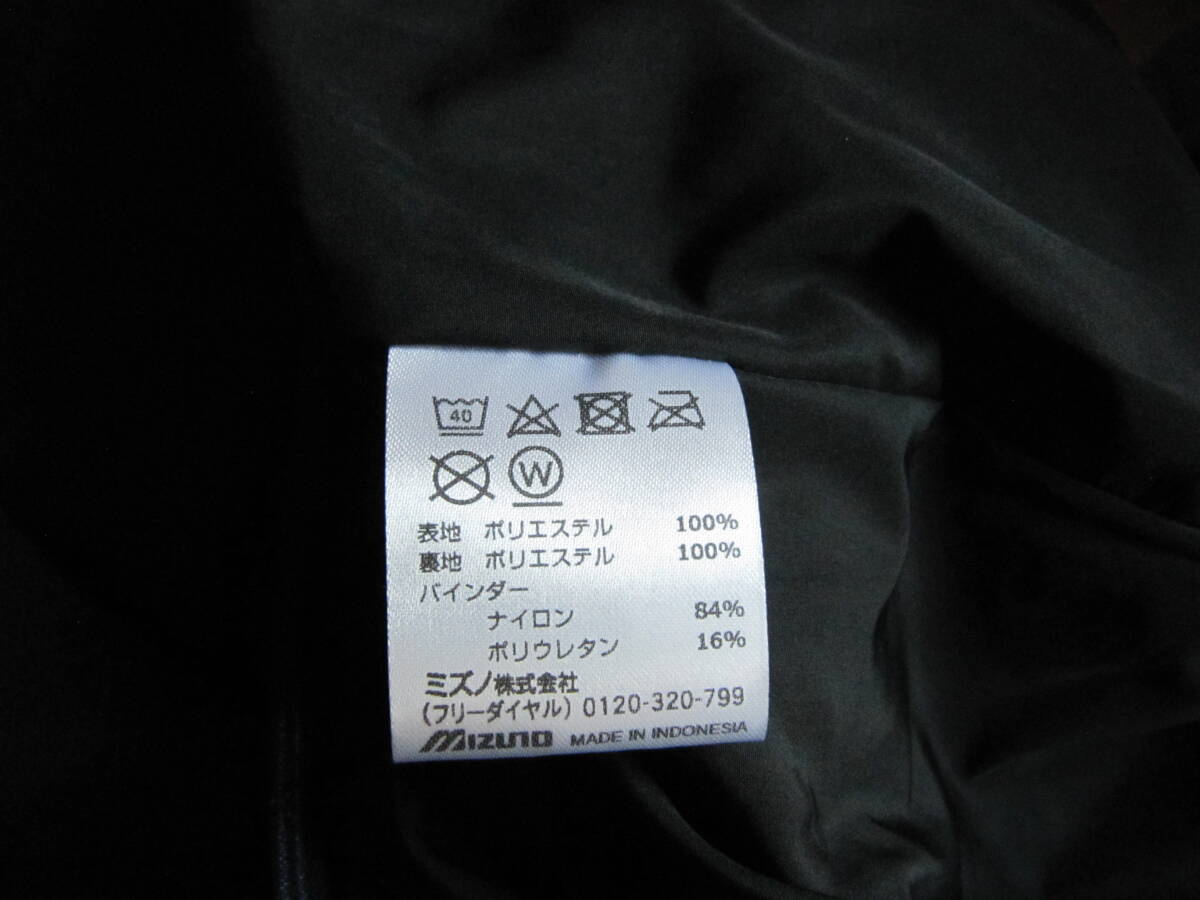 40
W
表地 ポリエステル 100%
裏地 ポリエステル 100%
バインダー
ナイロン 84%
ポリウレタン 16%
ミズノ株式会社
(フリーダイヤル) 0120-320-799
MIZUNO MADE IN INDONESIA